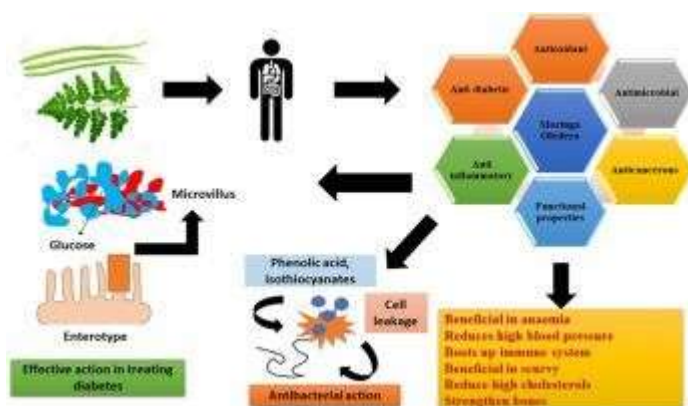 Antioxidant
Anti diabetic
Antimicrobial
Moringa
Oleifera
Anti
inflammatory
Anticancerous
Functional
properties
Microvillus
Glucose
Enterotype
Effective action in treating
diabetes
Phenolic acid,
isothiocyanates
Cell
leakage
Antibacterial action
Beneficial in anaemia
Reduces high blood pressure
Boots up immune system
Beneficial in scurvy
Reduce high cholesterols
Strengthen bones